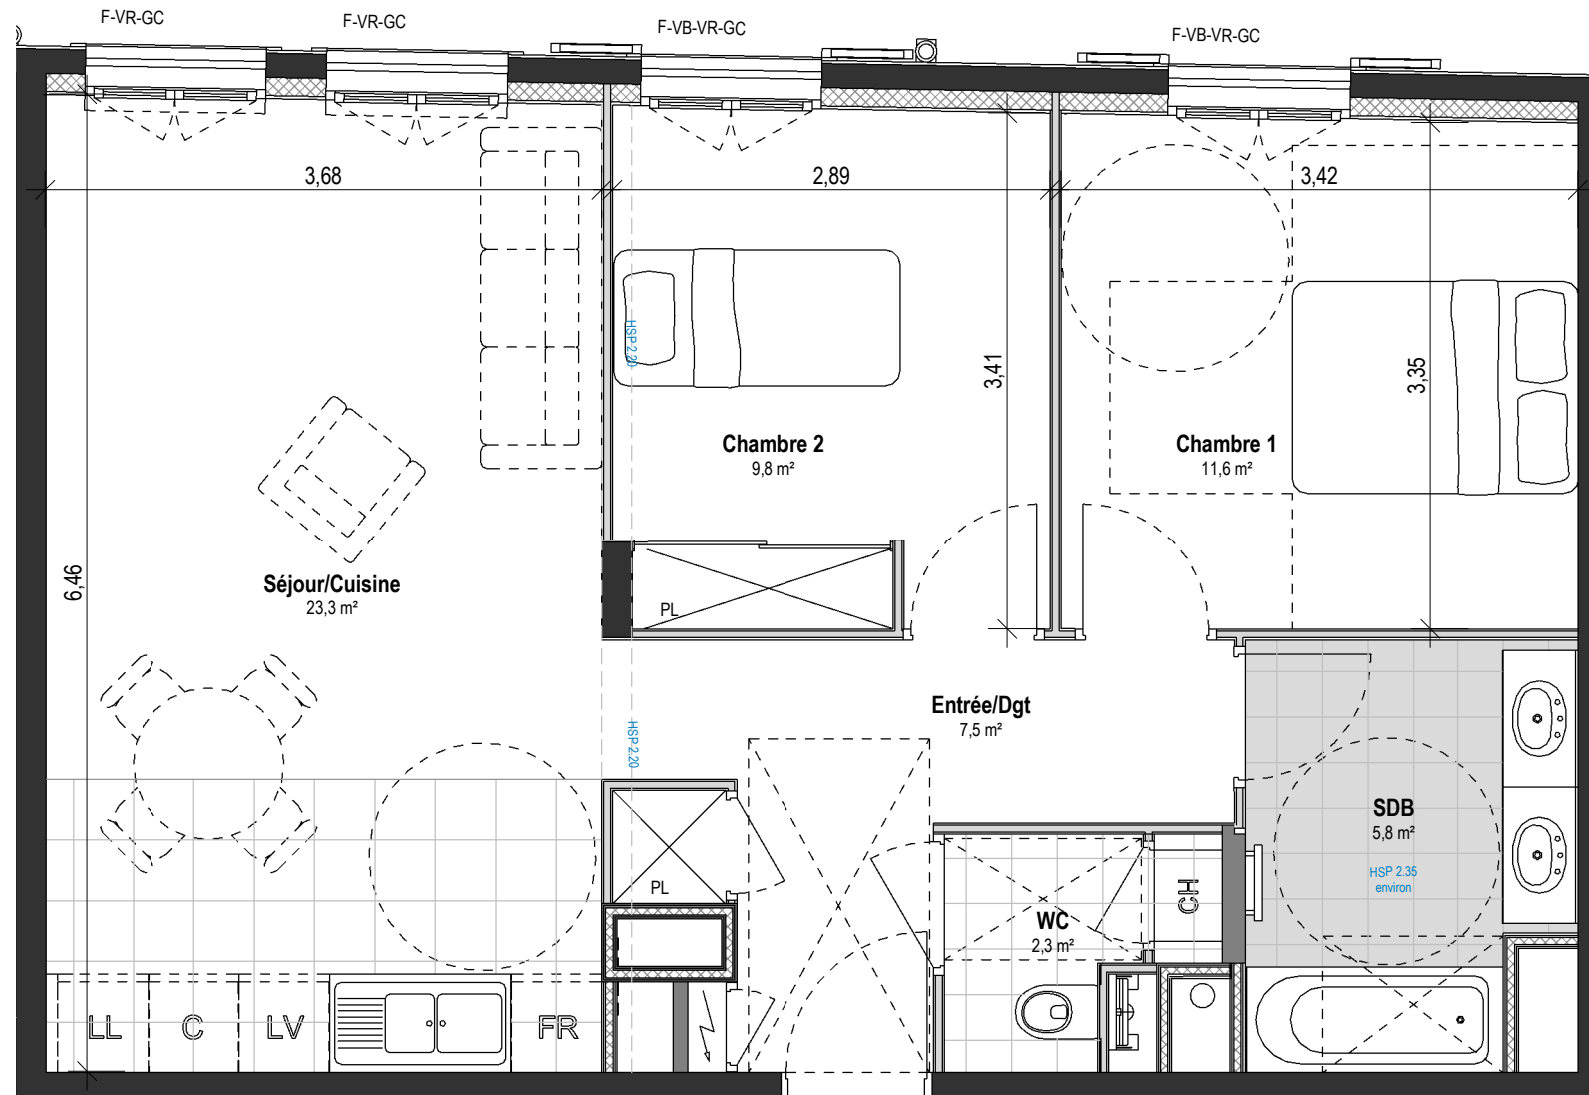 F-VR-GC
F-VR-GC
F-VB-VR-GC
F-VB-VR-GC
3,68
2,89
3,42
HSP 2.20
3,41
3,35
Chambre 2
9,8 m²
Chambre 1
11,6 m²
6,46
Séjour/Cuisine
23,3 m²
PL
Entrée/Dgt
7,5 m²
HSP 2.20
SDB
5,8 m²
HSP 2.35
environ
PL
CH
WC
2,3 m²
LL
C
LV
FR